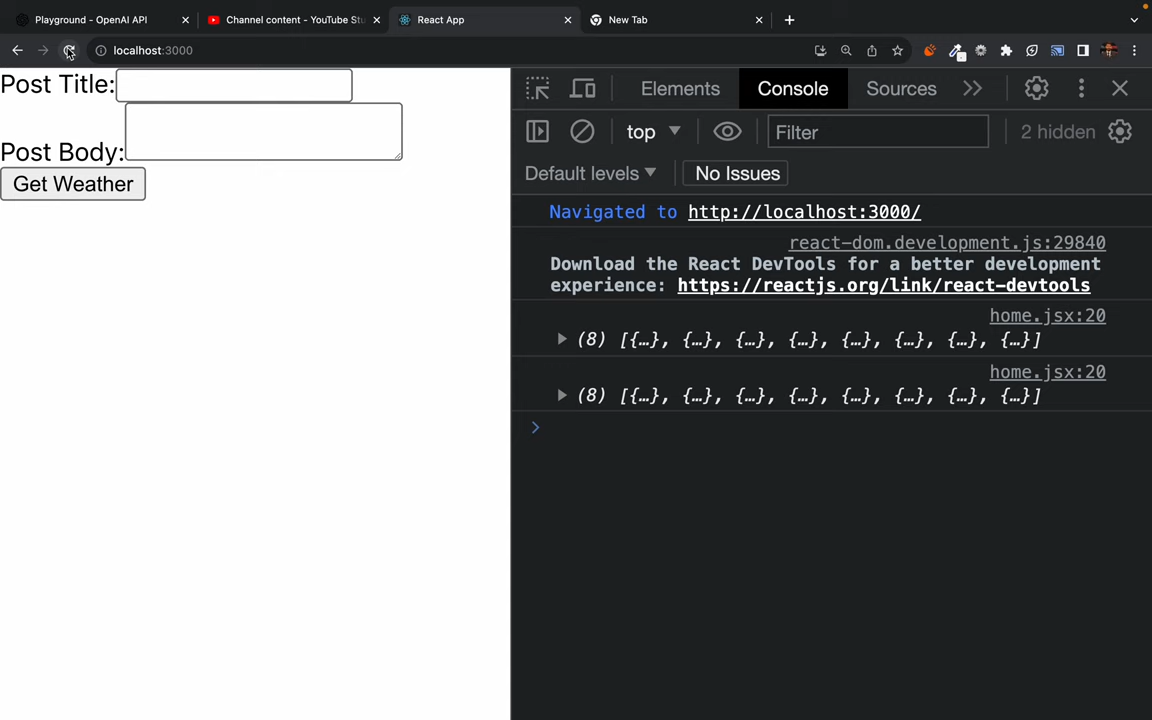 Playground - OpenAI API
Channel content - YouTube Stu
React App
New Tab
localhost:3000
Post Title:
Post Body:
Get Weather
Elements
Console
Sources
top
Filter
2 hidden
Default levels
No Issues
Navigated to http://localhost:3000/
react-dom.development.js:29840
Download the React DevTools for a better development
experience: https://reactjs.org/link/react-devtools
home.jsx:20
(8) [{…}, {…}, {…}, {…}, {…}, {…}, {…}, {…}]
home.jsx:20
(8) [{…}, {…}, {…}, {…}, {…}, {…}, {…}, {…}]